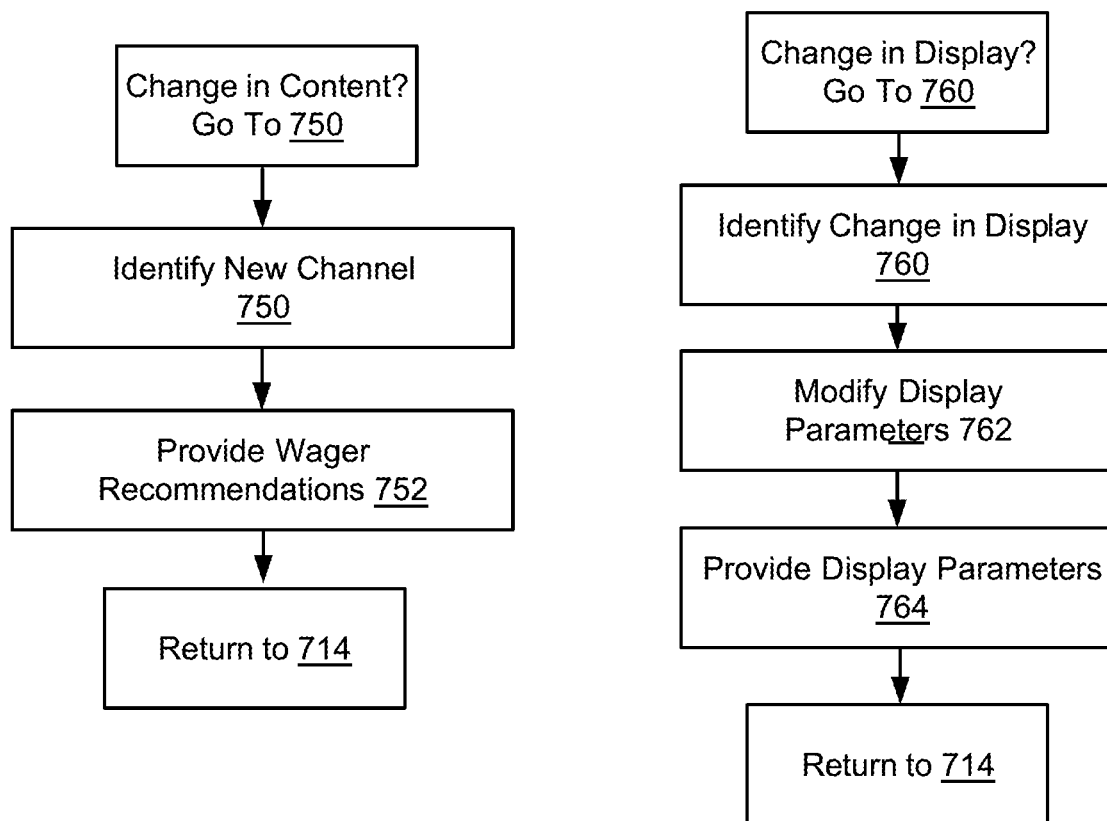 Change in Content?
Go To 750
Identify New Channel
750
Provide Wager
Recommendations 752
Return to 714
Change in Display?
Go To 760
Identify Change in Display
760
Modify Display
Parameters 762
Provide Display Parameters
764
Return to 714